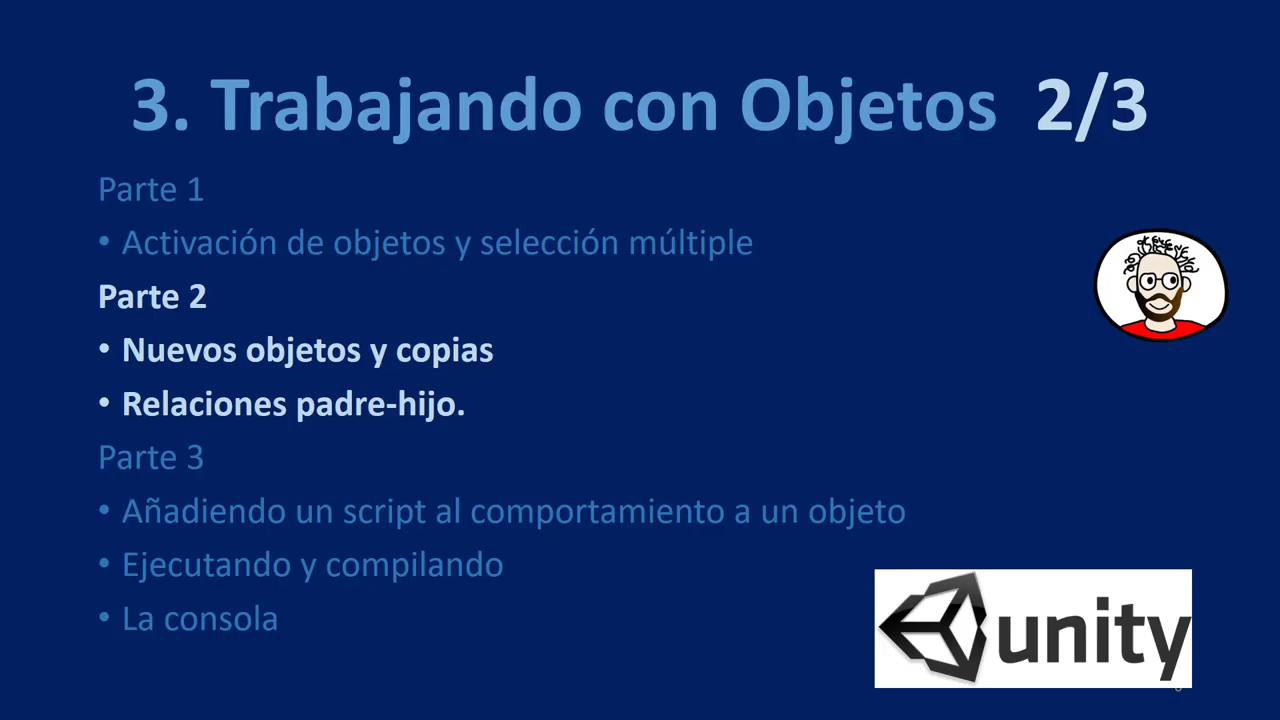 3. Trabajando con Objetos 2/3
Parte 1
• Activación de objetos y selección múltiple
Parte 2
• Nuevos objetos y copias
• Relaciones padre-hijo.
Parte 3
• Añadiendo un script al comportamiento a un objeto
• Ejecutando y compilando
• La consola
unity